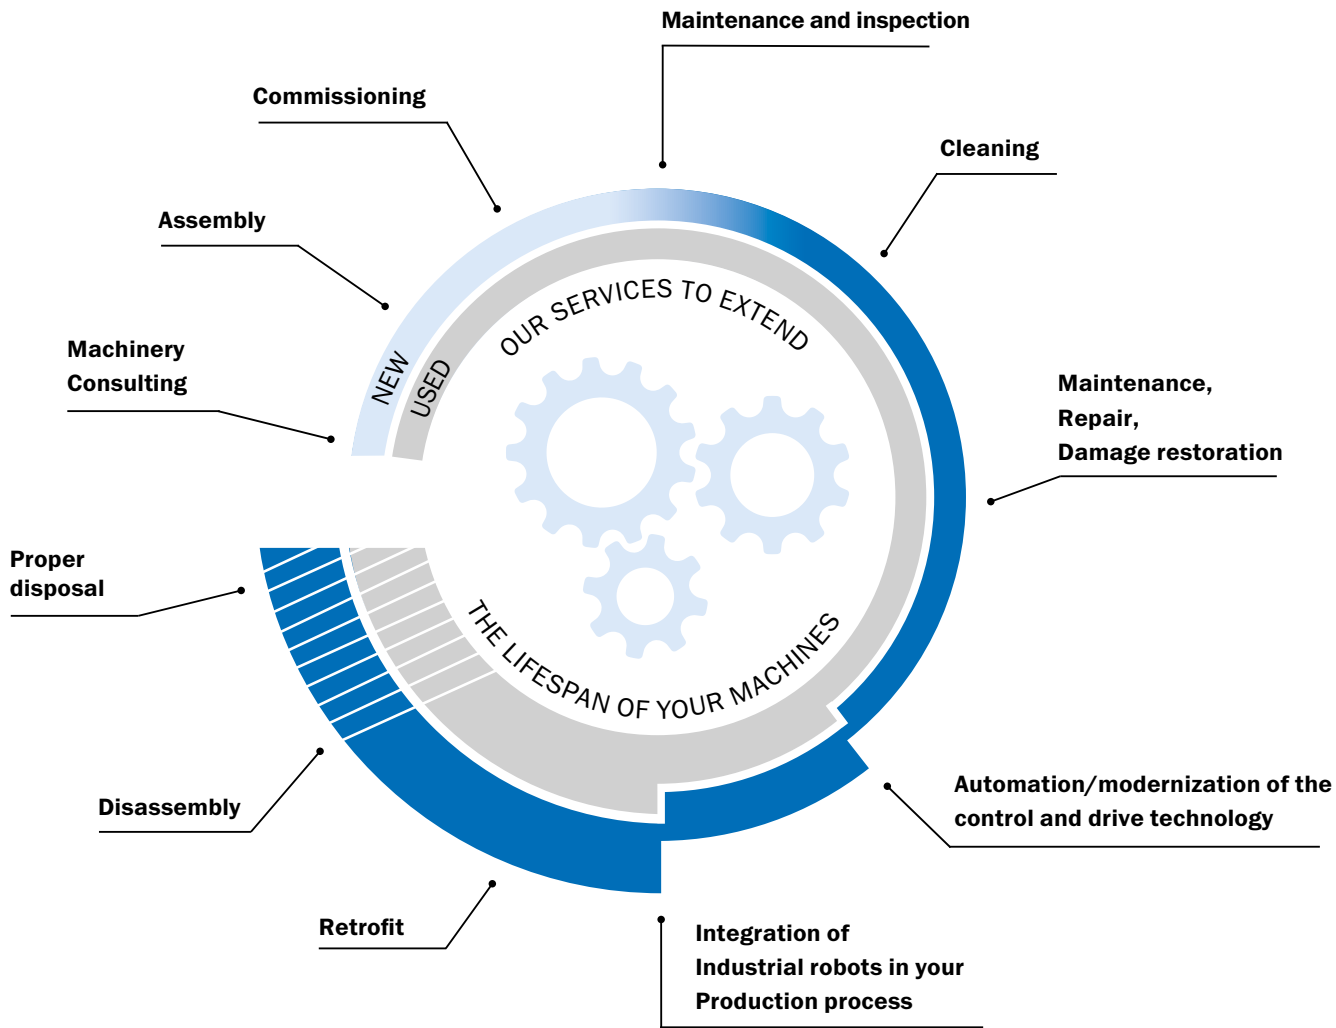 Maintenance and inspection
Commissioning
Cleaning
Assembly
Machinery
Consulting
NEW
USED
OUR SERVICES TO EXTEND
THE LIFESPAN OF YOUR MACHINES
Maintenance,
Repair,
Damage restoration
Proper
disposal
Automation/modernization of the
control and drive technology
Disassembly
Retrofit
Integration of
Industrial robots in your
Production process